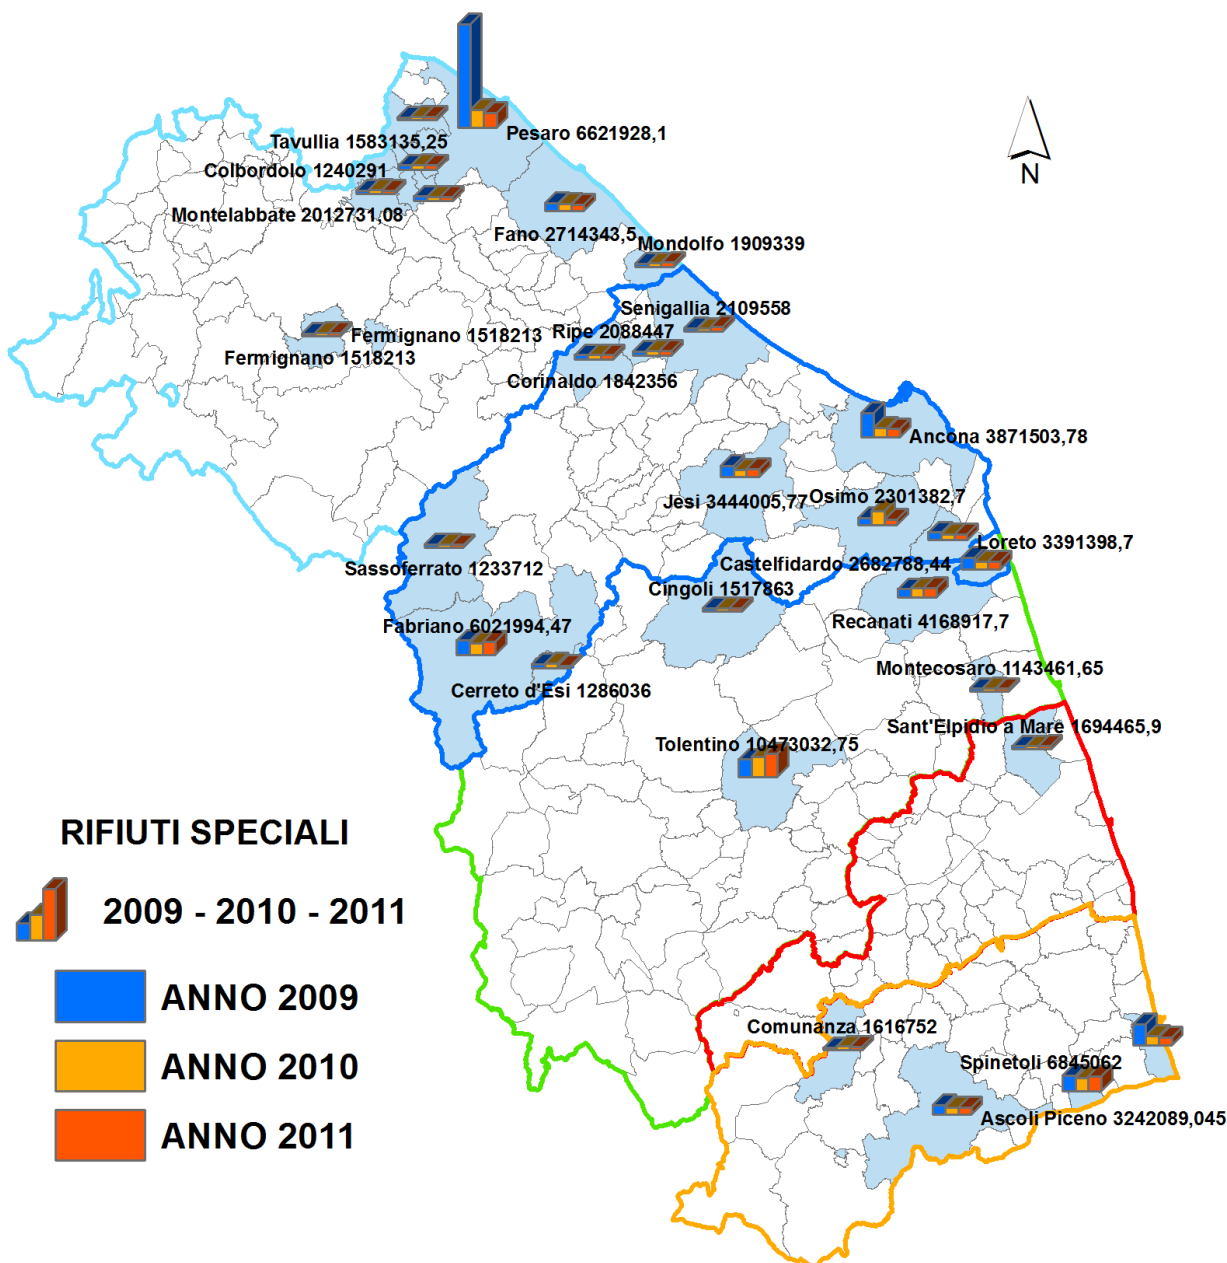 Pesaro 6621928,1
Tavullia 1583135,25
Colbordolo 1240291
Montelabbate 2012731,08
Fano 2714343,5
Mondolfo 1909339
N
Senigallia 2109558
Ripe 2088447
Fermignano 1518213
Fermignano 1518213
Corinaldo 1842356
Ancona 3871503,78
Jesi 3444005,77
Osimo 2301382,7
Loreto 3391398,7
Castelfidardo 2682788,44
Sassoferrato 1233712
Cingoli 1517863
Recanati 4168917,7
Fabriano 6021994,47
Cerreto d'Esi 1286036
Montecosaro 1143461,65
Sant'Elpidio a Mare 1694465,9
Tolentino 10473032,75
RIFIUTI SPECIALI
2009 - 2010 - 2011
ANNO 2009
ANNO 2010
ANNO 2011
Comunanza 1616752
Spinetoli 6845062
Ascoli Piceno 3242089,045